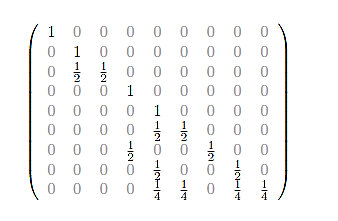 1 0 0 0 0 0 0 0 0
0 1 0 0 0 0 0 0 0
0 1/2 1/2 0 0 0 0 0 0
0 0 0 1 0 0 0 0 0
0 0 0 0 1 0 0 0 0
0 0 0 0 1/2 1/2 0 0 0
0 0 0 1/2 0 0 1/2 0 0
0 0 0 0 1/2 0 0 1/2 0
0 0 0 0 1/4 1/4 0 1/4 1/4